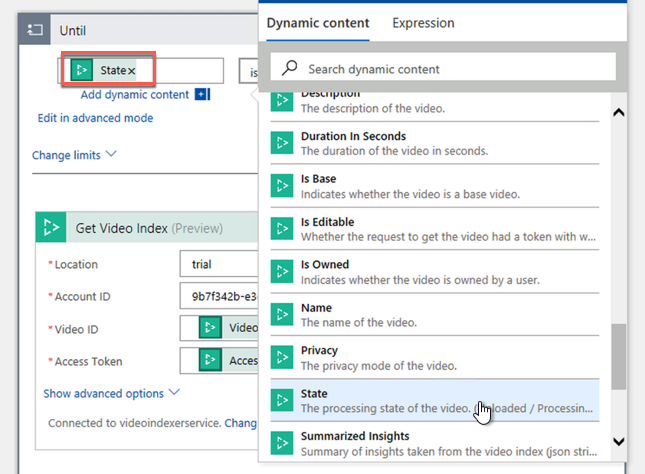 Until
State ×
is
Add dynamic content
Edit in advanced mode
Change limits
Get Video Index (Preview)
* Location
trial
* Account ID
9b7f342b-e3
* Video ID
Video
* Access Token
Acces
Show advanced options
Connected to videoindexerservice. Chang
Dynamic content
Expression
Search dynamic content
Description
The description of the video.
Duration In Seconds
The duration of the video in seconds.
Is Base
Indicates whether the video is a base video.
Is Editable
Whether the request to get the video had a token with w...
Is Owned
Indicates whether the video is owned by a user.
Name
The name of the video.
Privacy
The privacy mode of the video.
State
The processing state of the video. loaded / Processin...
Summarized Insights
Summary of insights taken from the video index (json stri...